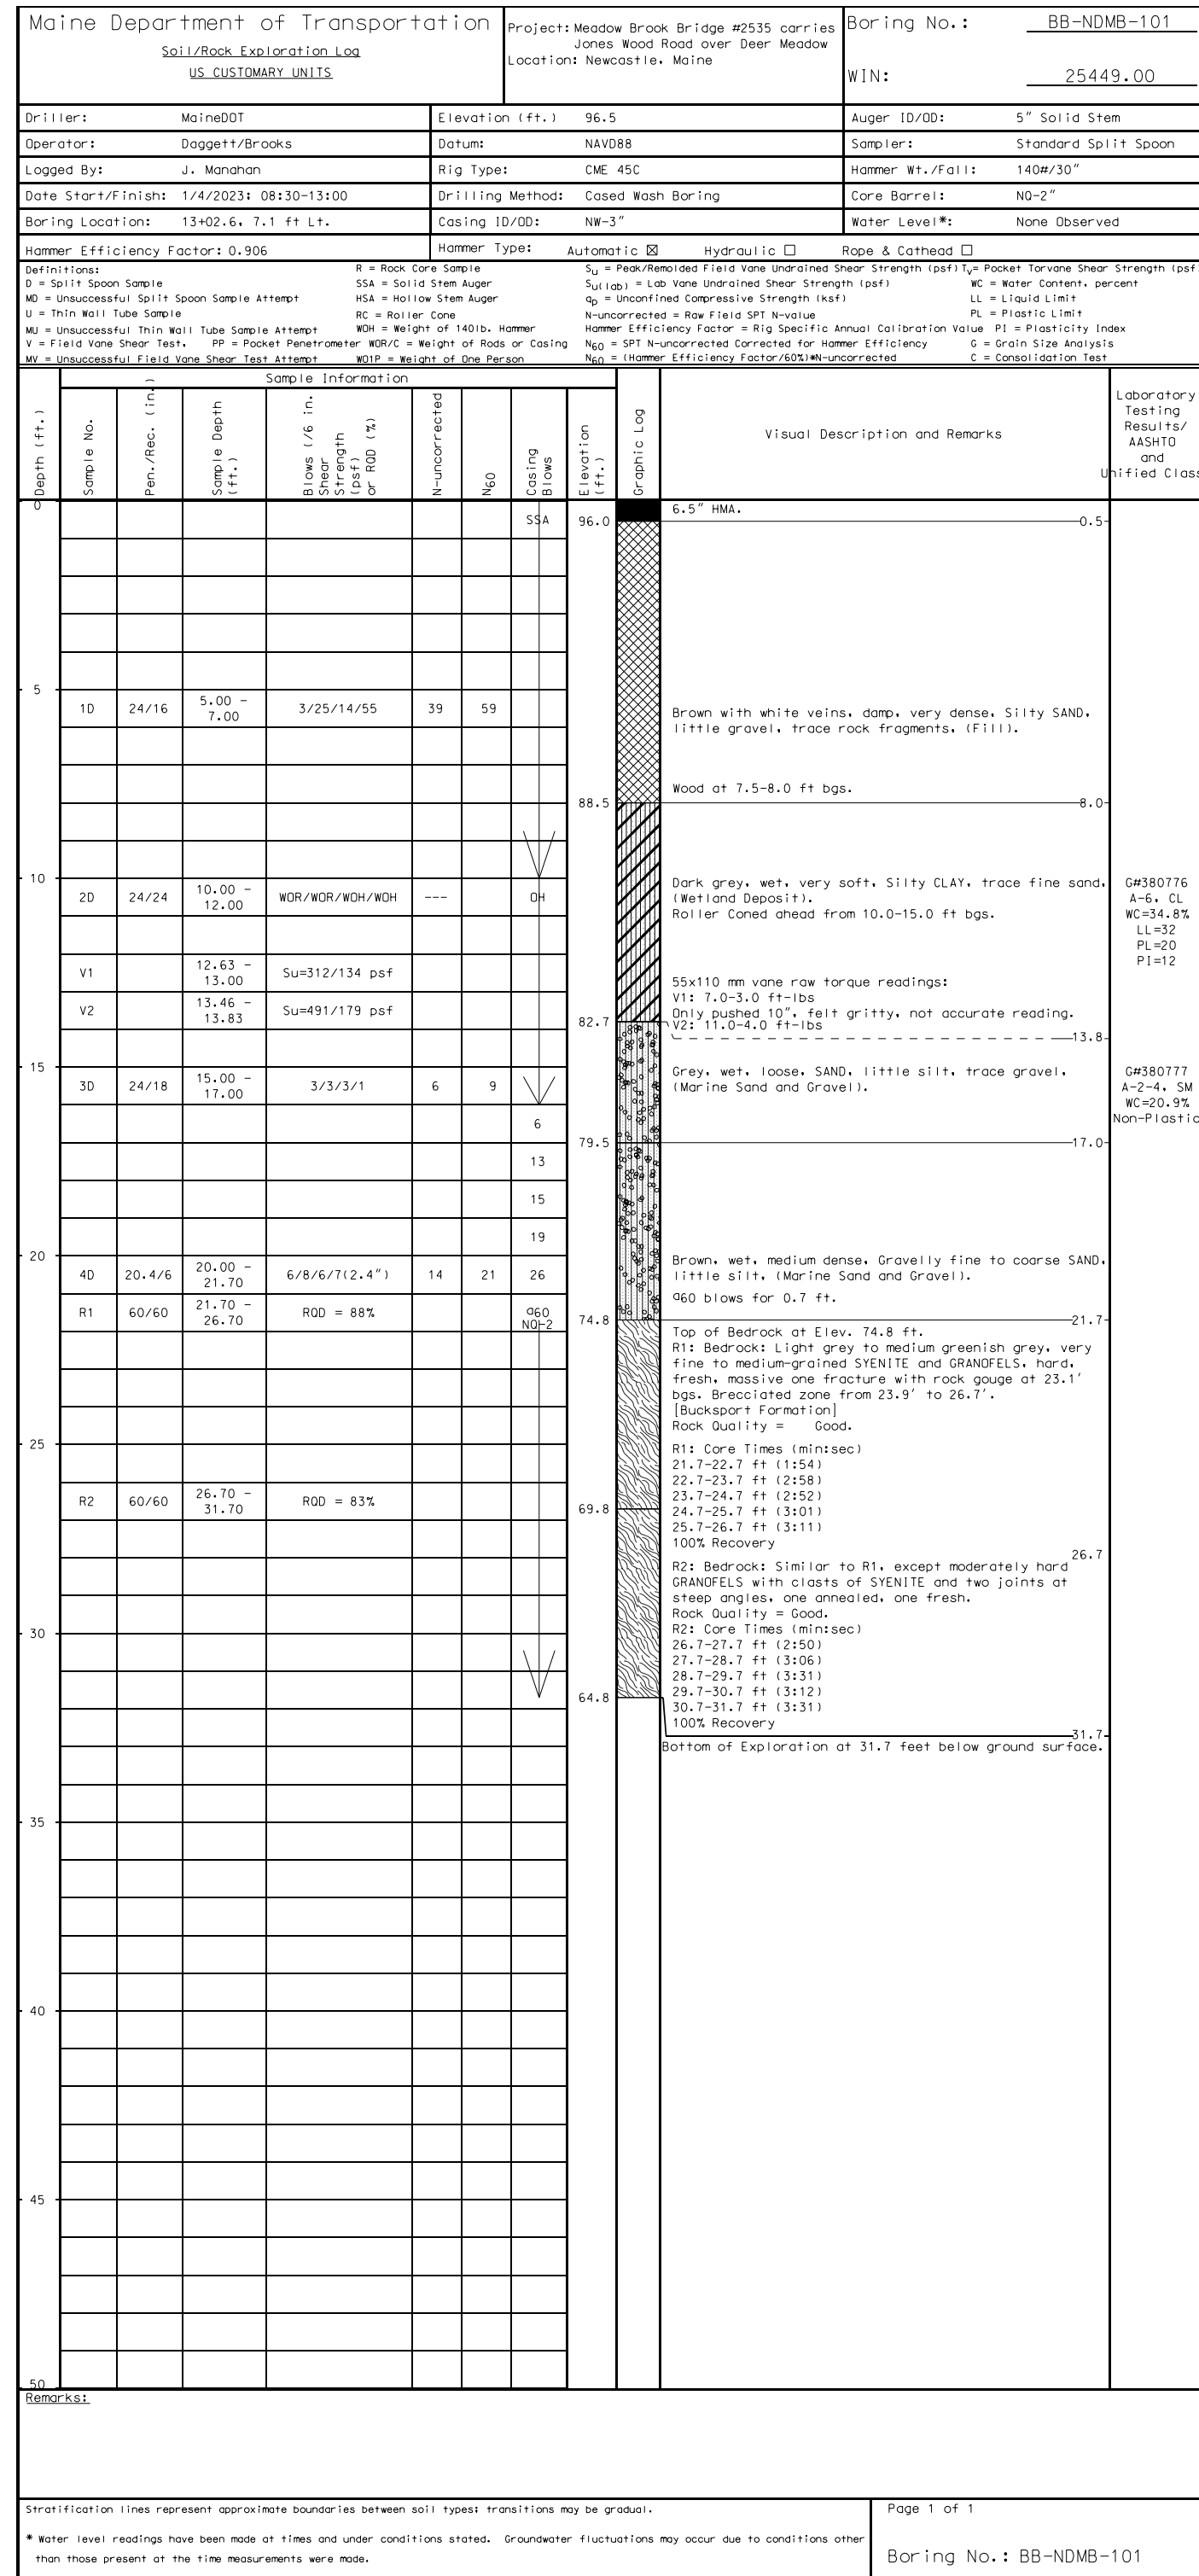 Maine Department of Transportation
Soil/Rock Exploration Log
US CUSTOMARY UNITS
Project: Meadow Brook Bridge #2535 carries
Jones Wood Road over Deer Meadow
Location: Newcastle, Maine
Boring No.: BB-NDMB-101
WIN: 25449.00
Driller: MaineDOT Elevation (ft.) 96.5 Auger ID/OD: 5" Solid Stem
Operator: Daggett/Brooks Datum: NAVD88 Sampler: Standard Split Spoon
Logged By: J. Manahan Rig Type: CME 45C Hammer Wt./Fall: 140#/30"
Date Start/Finish: 1/4/2023; 08:30-13:00 Drilling Method: Cased Wash Boring Core Barrel: NQ-2"
Boring Location: 13+02.6, 7.1 ft Lt. Casing ID/OD: NW-3" Water Level*: None Observed
Hammer Efficiency Factor: 0.906 Hammer Type: Automatic ☒ Hydraulic ☐ Rope & Cathead ☐
Definitions:
D = Split Spoon Sample
MD = Unsuccessful Split Spoon Sample Attempt
U = Thin Wall Tube Sample
MU = Unsuccessful Thin Wall Tube Sample Attempt
V = Field Vane Shear Test, PP = Pocket Penetrometer
MV = Unsuccessful Field Vane Shear Test Attempt
R = Rock Core Sample
SSA = Solid Stem Auger
HSA = Hollow Stem Auger
RC = Roller Cone
WOH = Weight of 140lb. Hammer
WOR/C = Weight of Rods or Casing
WO1P = Weight of One Person
Su = Peak/Remolded Field Vane Undrained Shear Strength (psf)
Su(lab) = Lab Vane Undrained Shear Strength (psf)
qp = Unconfined Compressive Strength (ksf)
N-uncorrected = Raw Field SPT N-value
Hammer Efficiency Factor = Rig Specific Annual Calibration Value
N60 = SPT N-uncorrected Corrected for Hammer Efficiency
N60 = (Hammer Efficiency Factor/60%)*N-uncorrected
Tv = Pocket Torvane Shear Strength (psf
WC = Water Content, percent
LL = Liquid Limit
PL = Plastic Limit
PI = Plasticity Index
G = Grain Size Analysis
C = Consolidation Test
Sample Information
Depth (ft.)
Sample No.
Pen./Rec. (in.)
Sample Depth
(ft.)
Blows (/6 in.
Shear
Strength
(psf)
or RQD (%)
N-uncorrected
N60
Casing
Blows
Elevation
(ft.)
Graphic Log
Visual Description and Remarks
Laboratory
Testing
Results/
AASHTO
and
Unified Class
0
SSA
96.0
6.5" HMA.
0.5
5
1D 24/16 5.00 - 7.00 3/25/14/55 39 59
Brown with white veins, damp, very dense, Silty SAND,
little gravel, trace rock fragments, (Fill).
Wood at 7.5-8.0 ft bgs.
88.5
8.0
10
2D 24/24 10.00 - 12.00 WOR/WOR/WOH/WOH --- OH
Dark grey, wet, very soft, Silty CLAY, trace fine sand,
(Wetland Deposit).
Roller Coned ahead from 10.0-15.0 ft bgs.
G#380776
A-6, CL
WC=34.8%
LL=32
PL=20
PI=12
V1 12.63 - 13.00 Su=312/134 psf
V2 13.46 - 13.83 Su=491/179 psf
55x110 mm vane raw torque readings:
V1: 7.0-3.0 ft-lbs
Only pushed 10", felt gritty, not accurate reading.
82.7
V2: 11.0-4.0 ft-lbs
13.8
15
3D 24/18 15.00 - 17.00 3/3/3/1 6 9
Grey, wet, loose, SAND, little silt, trace gravel,
(Marine Sand and Gravel).
G#380777
A-2-4, SM
WC=20.9%
Non-Plastic
6
79.5
17.0
13
15
19
20
4D 20.4/6 20.00 - 21.70 6/8/6/7(2.4") 14 21 26
Brown, wet, medium dense, Gravelly fine to coarse SAND,
little silt, (Marine Sand and Gravel).
a60 blows for 0.7 ft.
R1 60/60 21.70 - 26.70 RQD = 88% a60
NQ-2
74.8
21.7
Top of Bedrock at Elev. 74.8 ft.
R1: Bedrock: Light grey to medium greenish grey, very
fine to medium-grained SYENITE and GRANOFELS, hard,
fresh, massive one fracture with rock gouge at 23.1'
bgs. Brecciated zone from 23.9' to 26.7'.
[Bucksport Formation]
Rock Quality = Good.
25
R1: Core Times (min:sec)
21.7-22.7 ft (1:54)
22.7-23.7 ft (2:58)
23.7-24.7 ft (2:52)
24.7-25.7 ft (3:01)
25.7-26.7 ft (3:11)
100% Recovery
R2 60/60 26.70 - 31.70 RQD = 83%
69.8
26.7
R2: Bedrock: Similar to R1, except moderately hard
GRANOFELS with clasts of SYENITE and two joints at
steep angles, one annealed, one fresh.
Rock Quality = Good.
R2: Core Times (min:sec)
26.7-27.7 ft (2:50)
27.7-28.7 ft (3:06)
28.7-29.7 ft (3:31)
29.7-30.7 ft (3:12)
30.7-31.7 ft (3:31)
100% Recovery
30
64.8
31.7
Bottom of Exploration at 31.7 feet below ground surface.
35
40
45
50
Remarks:
Stratification lines represent approximate boundaries between soil types; transitions may be gradual.
* Water level readings have been made at times and under conditions stated. Groundwater fluctuations may occur due to conditions other
than those present at the time measurements were made.
Page 1 of 1
Boring No.: BB-NDMB-101